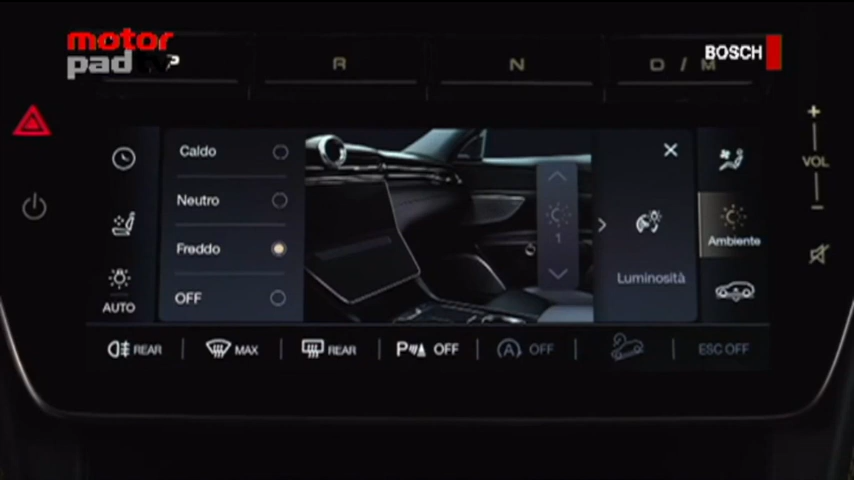 motor
pad
BOSCH
P R N D / M
Caldo
Neutro
Freddo
OFF
AUTO
1
Luminosità
Ambiente
+
VOL
-
REAR MAX REAR P OFF A OFF ESC OFF